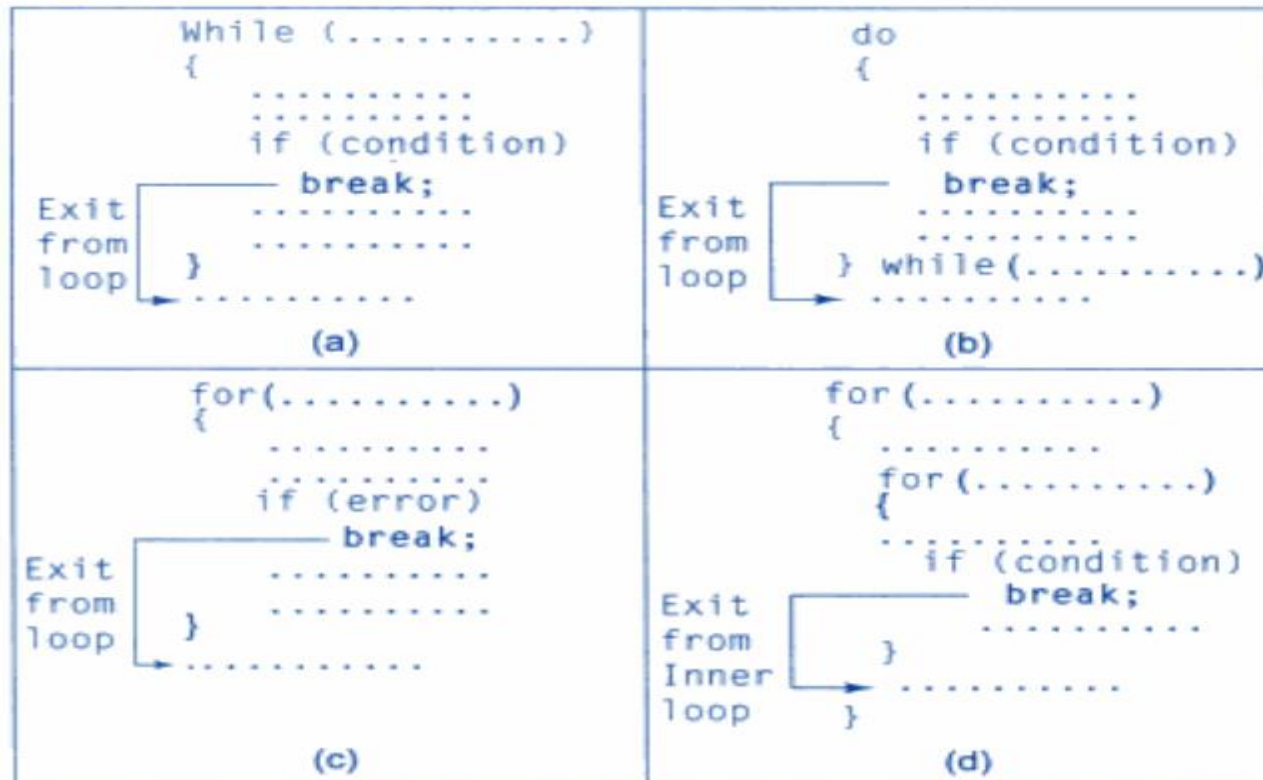 While (..........)
{
..........
..........
if (condition)
break;
Exit
from
loop
..........
..........
}
..........
(a)
do
{
..........
..........
if (condition)
break;
Exit
from
loop
..........
..........
} while(..........)
..........
(b)
for(..........)
{
..........
..........
if (error)
break;
Exit
from
loop
..........
..........
}
...........
(c)
for(..........)
{
..........
for(..........)
{
..........
if (condition)
break;
Exit
from
Inner
loop
..........
}
..........
}
(d)